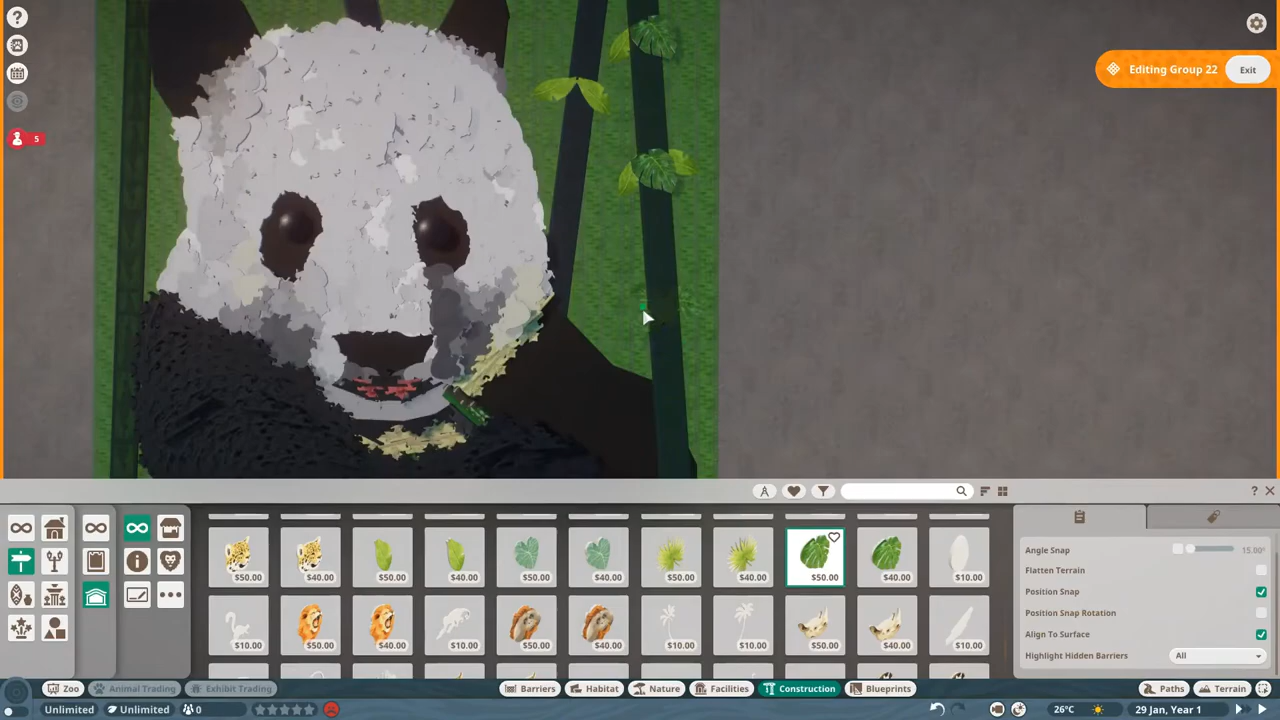 ?
Editing Group 22
Exit
5
?
$50.00 $40.00 $50.00 $40.00 $50.00 $40.00 $50.00 $40.00 $50.00 $40.00 $10.00
$10.00 $50.00 $40.00 $10.00 $50.00 $40.00 $10.00 $10.00 $50.00 $40.00 $10.00
Angle Snap 15.00°
Flatten Terrain
Position Snap
Position Snap Rotation
Align To Surface
Highlight Hidden Barriers All
Zoo Animal Trading Exhibit Trading Barriers Habitat Nature Facilities Construction Blueprints Paths Terrain
Unlimited Unlimited 0 26°C 29 Jan, Year 1